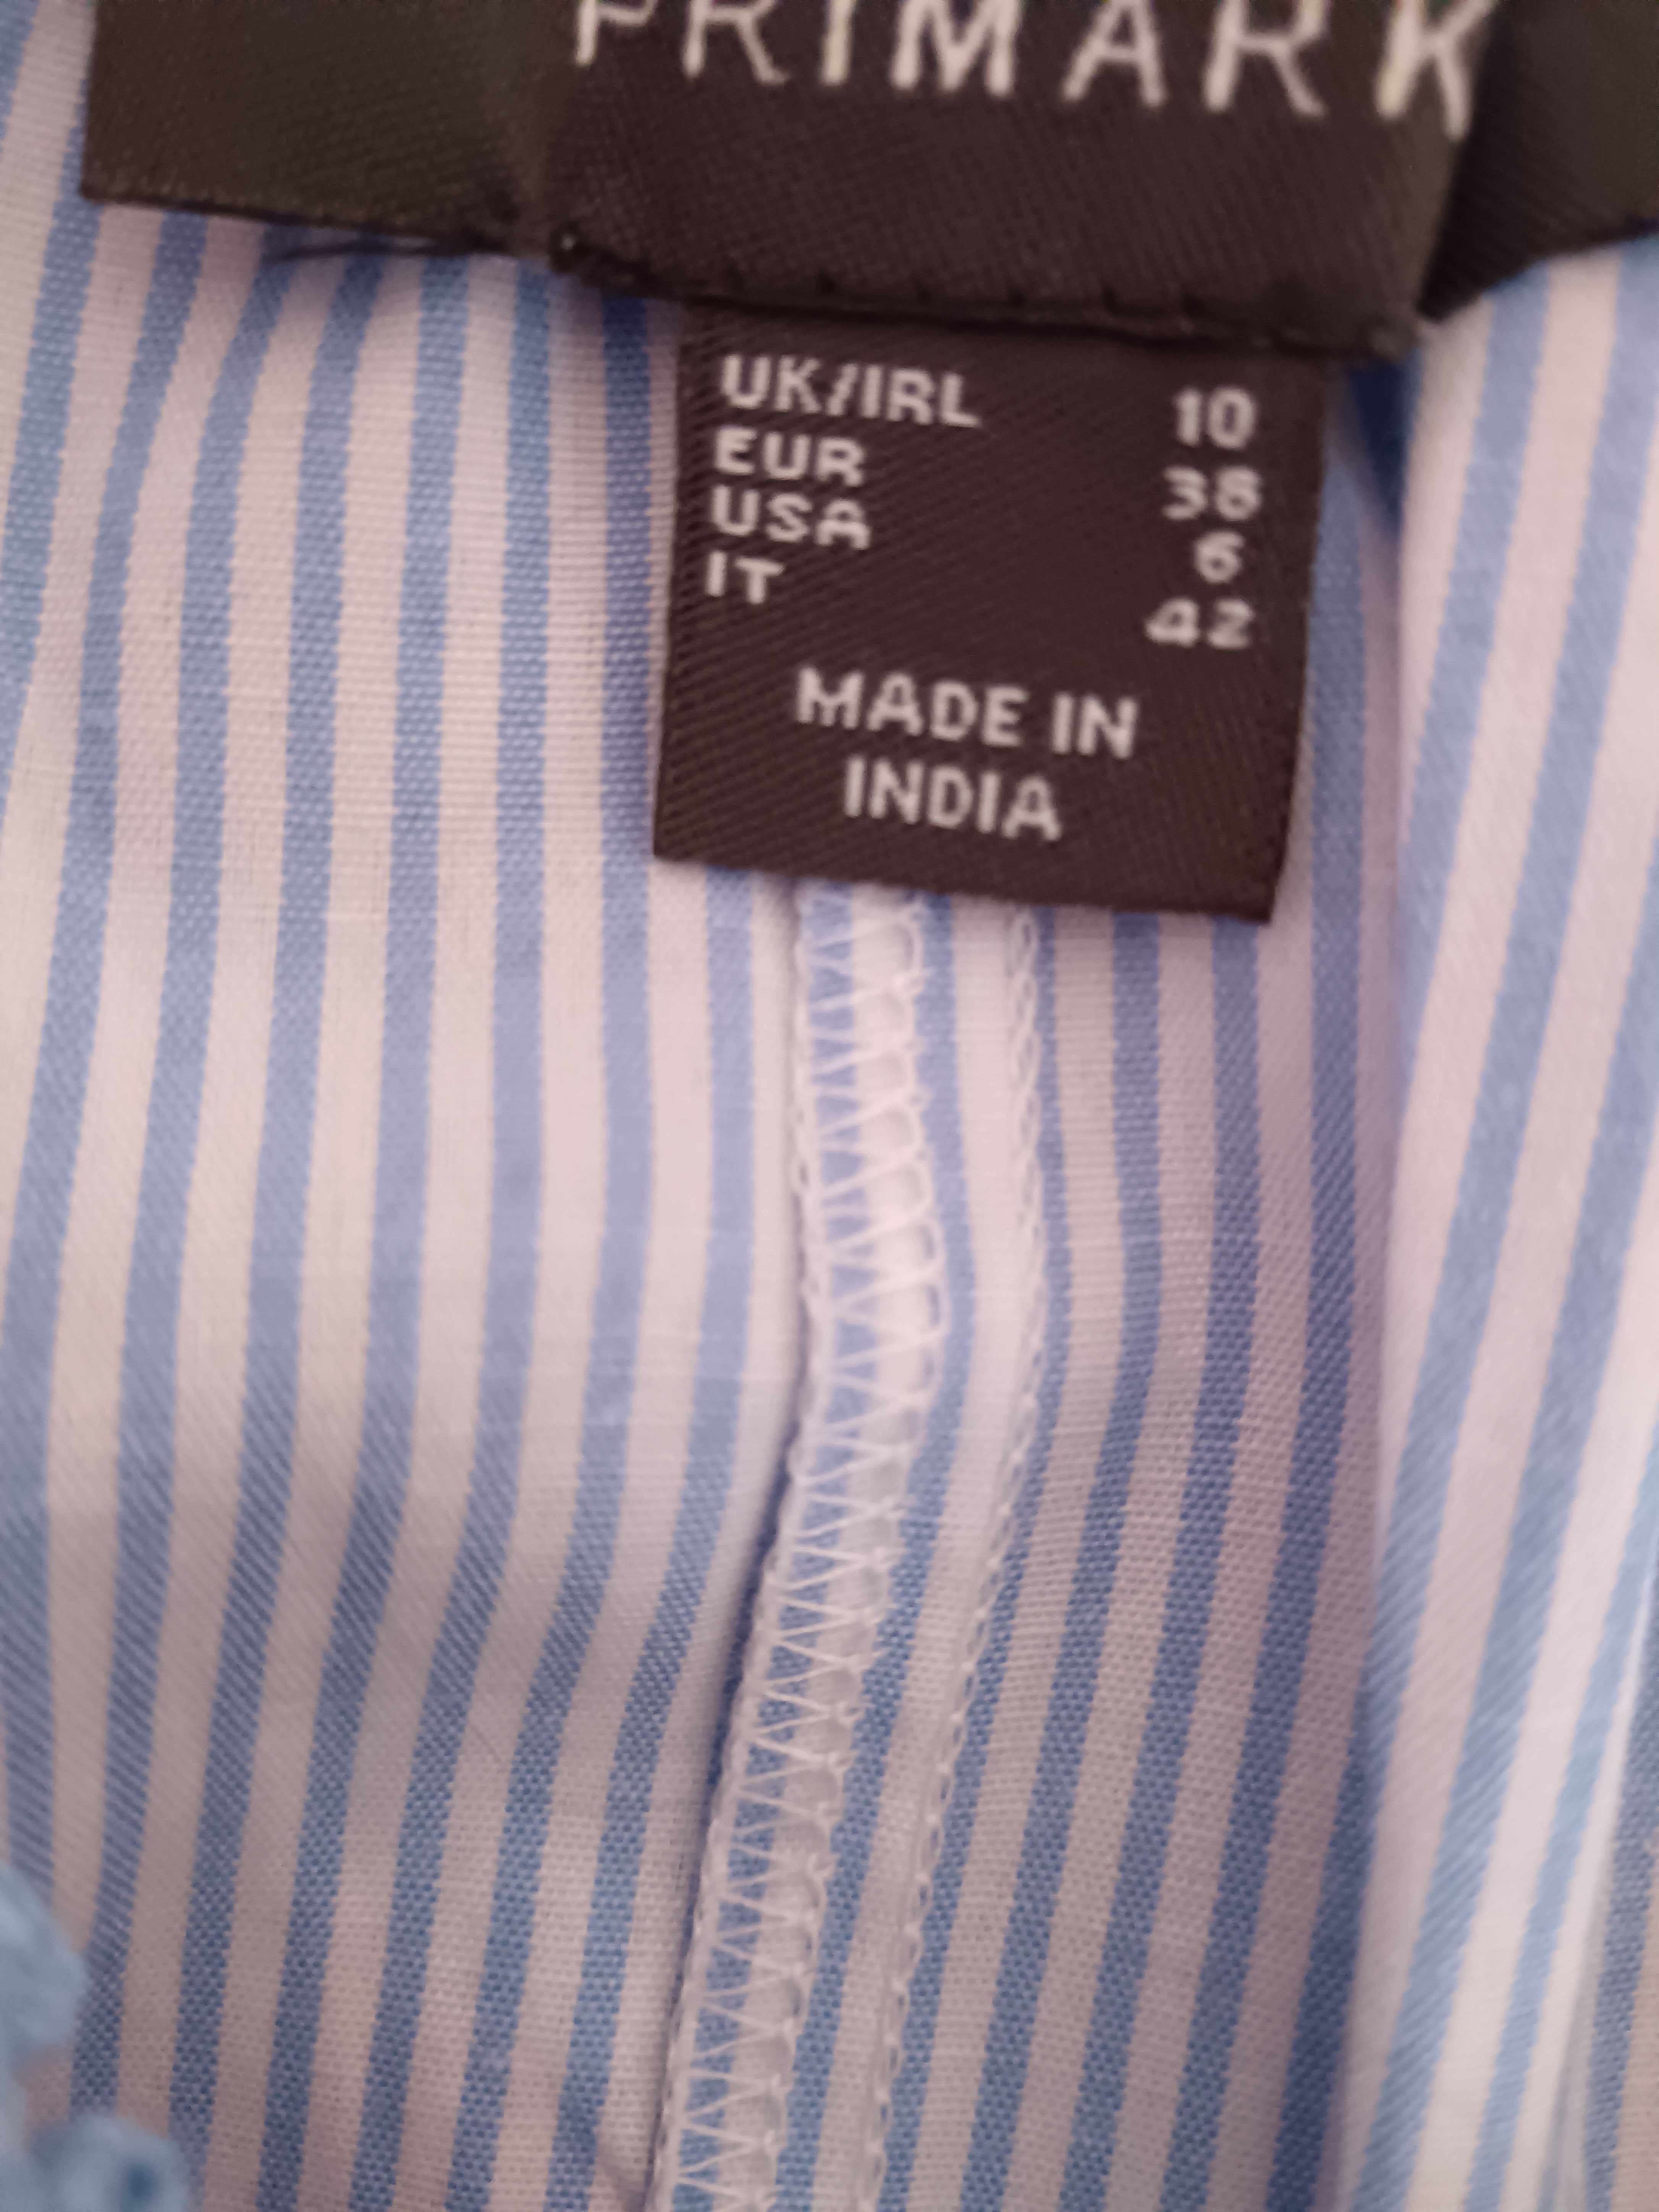 PRIMARK
UK/IRL 10
EUR 38
USA 6
IT 42
MADE IN
INDIA